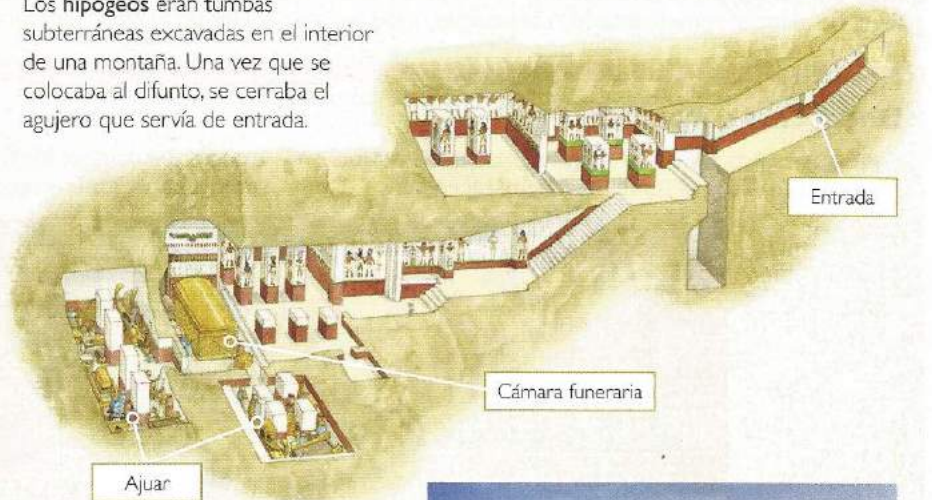 Los hipogeos eran tumbas
subterráneas excavadas en el interior
de una montaña. Una vez que se
colocaba al difunto, se cerraba el
agujero que servía de entrada.
Entrada
Cámara funeraria
Ajuar